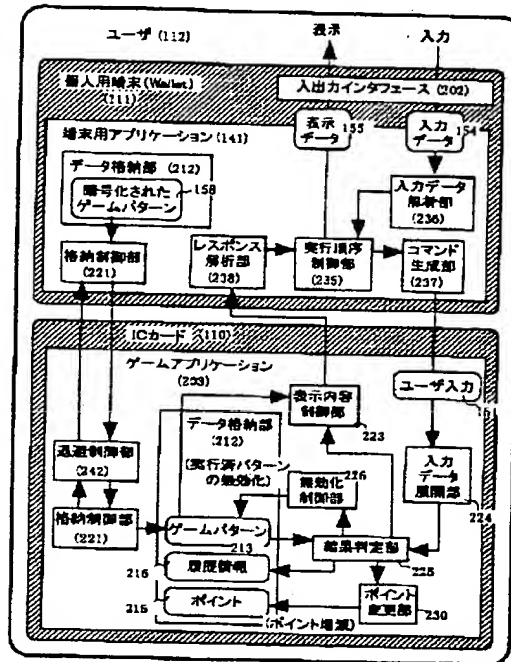 ユーザ (112)
表示
入力
個人用端末(Wallet)
(211)
入出力インタフェース (202)
端末用アプリケーション(141)
表示
データ
155
入力
データ
154
データ格納部 (212)
暗号化された
ゲームパターン
158
入力データ
解析部
(236)
格納制御部
(221)
レスポンス
解析部
(238)
実行順序
制御部
(235)
コマンド
生成部
(237)
ICカード (110)
ゲームアプリケーション
(203)
表示内容
制御部
223
ユーザ入力
データ格納部
(212)
(実行済パターン
の無効化)
制御部
(242)
無効化
制御部
226
入力
データ
展開部
224
格納制御部
(221)
ゲームパターン
213
結果判定部
225
216
履歴情報
215
ポイント
ポイント
変更部
230
(ポイント増減)